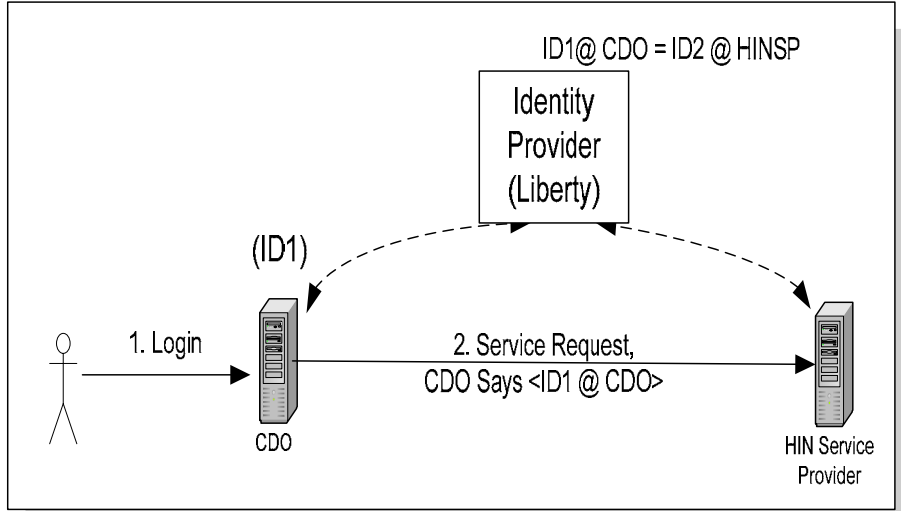 ID1@ CDO = ID2 @ HINSP
Identity
Provider
(Liberty)
(ID1)
1. Login
2. Service Request,
CDO Says <ID1 @ CDO>
CDO
HIN Service
Provider